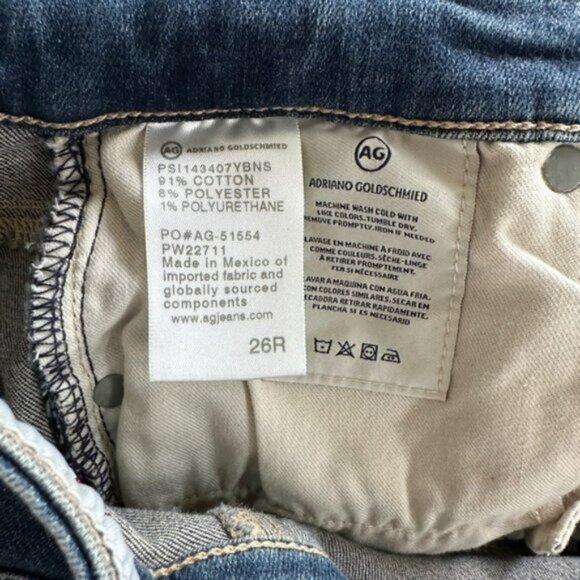 AG ADRIANO GOLDSCHMIED
PSI143407YBNS
91% COTTON
8% POLYESTER
1% POLYURETHANE
PO#AG-51554
PW22711
Made in Mexico of
imported fabric and
globally sourced
components
www.agjeans.com
26R
AG
ADRIANO GOLDSCHMIED
MACHINE WASH COLD WITH
LIKE COLORS. TUMBLE DRY.
REMOVE PROMPTLY. IRON IF NEEDED
LAVAGE EN MACHINE À FROID AVEC
COMME COULEURS. SÈCHE-LINGE
À RETIRER PROMPTEMENT.
FER SI NÉCESSAIRE
LAVAR A MAQUINA CON AGUA FRIA.
CON COLORES SIMILARES. SECAR EN
SECADORA RETIRAR RAPIDAMENTE.
PLANCHA SI ES NECESARIO